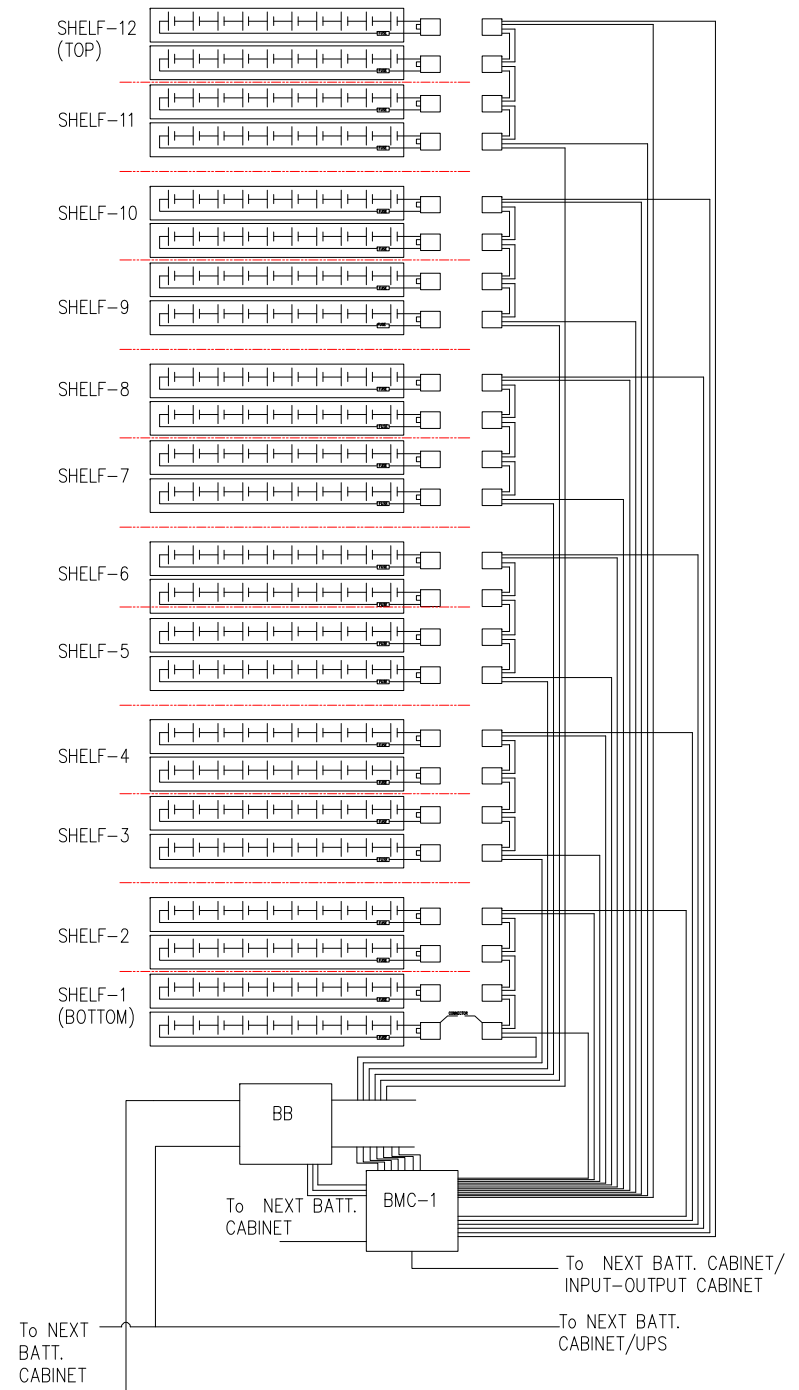 SHELF-12
(TOP)
SHELF-11
SHELF-10
SHELF-9
SHELF-8
SHELF-7
SHELF-6
SHELF-5
SHELF-4
SHELF-3
SHELF-2
SHELF-1
(BOTTOM)
CONNECTOR
BB
BMC-1
To NEXT BATT.
CABINET
To NEXT BATT. CABINET/
INPUT-OUTPUT CABINET
To NEXT BATT.
CABINET/UPS
To NEXT
BATT.
CABINET